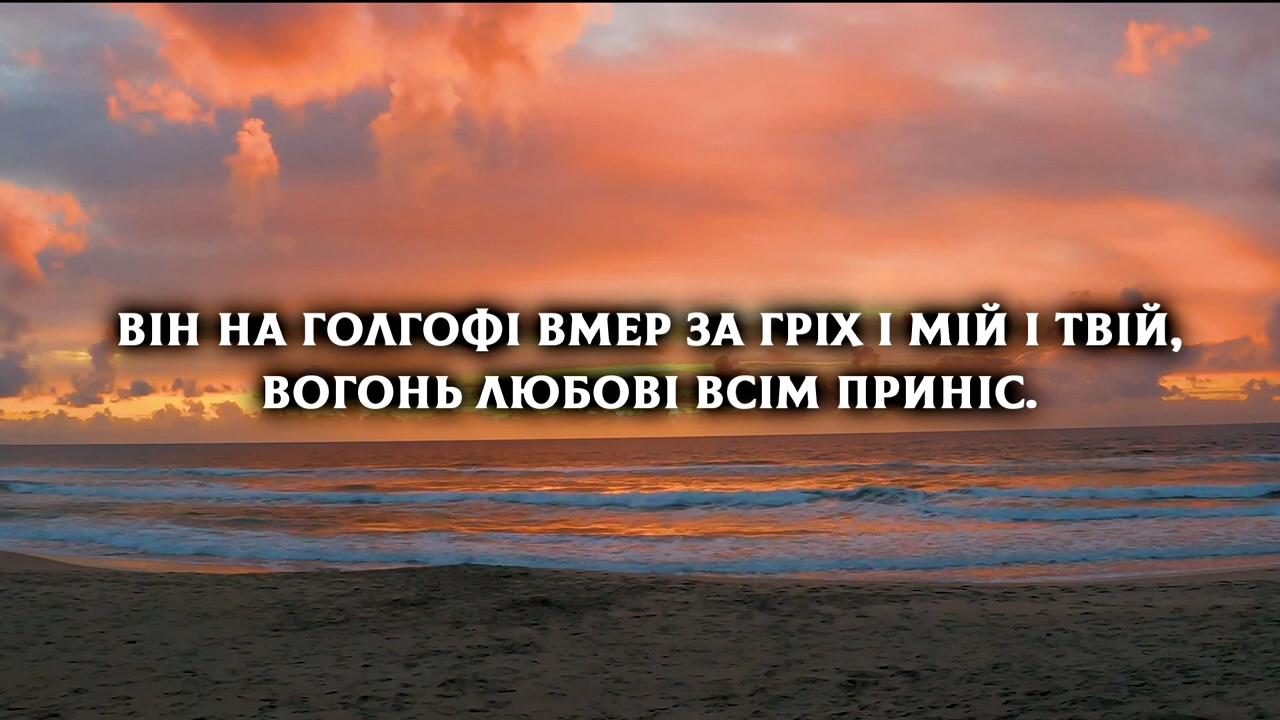 ВІН НА ГОЛГОФІ ВМЕР ЗА ГРІХ І МІЙ І ТВІЙ,
ВОГОНЬ ЛЮБОВІ ВСІМ ПРИНІС.